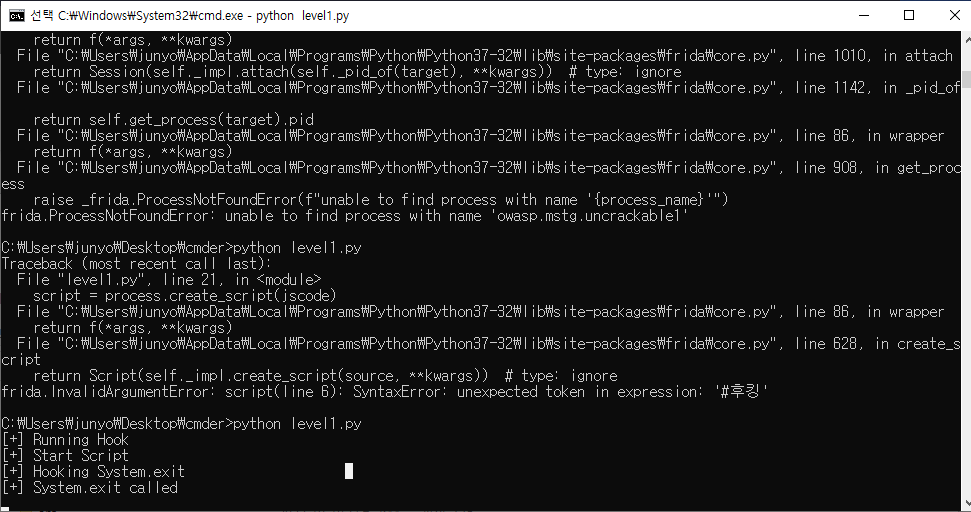 선택 C:₩Windows₩System32₩cmd.exe - python  level1.py
    return f(*args, **kwargs)
  File "C:₩Users₩junyo₩AppData₩Local₩Programs₩Python₩Python37-32₩lib₩site-packages₩frida₩core.py", line 1010, in attach
    return Session(self._impl.attach(self._pid_of(target), **kwargs))  # type: ignore
  File "C:₩Users₩junyo₩AppData₩Local₩Programs₩Python₩Python37-32₩lib₩site-packages₩frida₩core.py", line 1142, in _pid_of
    return self.get_process(target).pid
  File "C:₩Users₩junyo₩AppData₩Local₩Programs₩Python₩Python37-32₩lib₩site-packages₩frida₩core.py", line 86, in wrapper
    return f(*args, **kwargs)
  File "C:₩Users₩junyo₩AppData₩Local₩Programs₩Python₩Python37-32₩lib₩site-packages₩frida₩core.py", line 908, in get_proc
ess
    raise _frida.ProcessNotFoundError(f"unable to find process with name '{process_name}'")
frida.ProcessNotFoundError: unable to find process with name 'owasp.mstg.uncrackable1'
C:₩Users₩junyo₩Desktop₩cmder>python level1.py
Traceback (most recent call last):
  File "level1.py", line 21, in <module>
    script = process.create_script(jscode)
  File "C:₩Users₩junyo₩AppData₩Local₩Programs₩Python₩Python37-32₩lib₩site-packages₩frida₩core.py", line 86, in wrapper
    return f(*args, **kwargs)
  File "C:₩Users₩junyo₩AppData₩Local₩Programs₩Python₩Python37-32₩lib₩site-packages₩frida₩core.py", line 628, in create_s
cript
    return Script(self._impl.create_script(source, **kwargs))  # type: ignore
frida.InvalidArgumentError: script(line 6): SyntaxError: unexpected token in expression: '#후킹'
C:₩Users₩junyo₩Desktop₩cmder>python level1.py
[+] Running Hook
[+] Start Script
[+] Hooking System.exit
[+] System.exit called